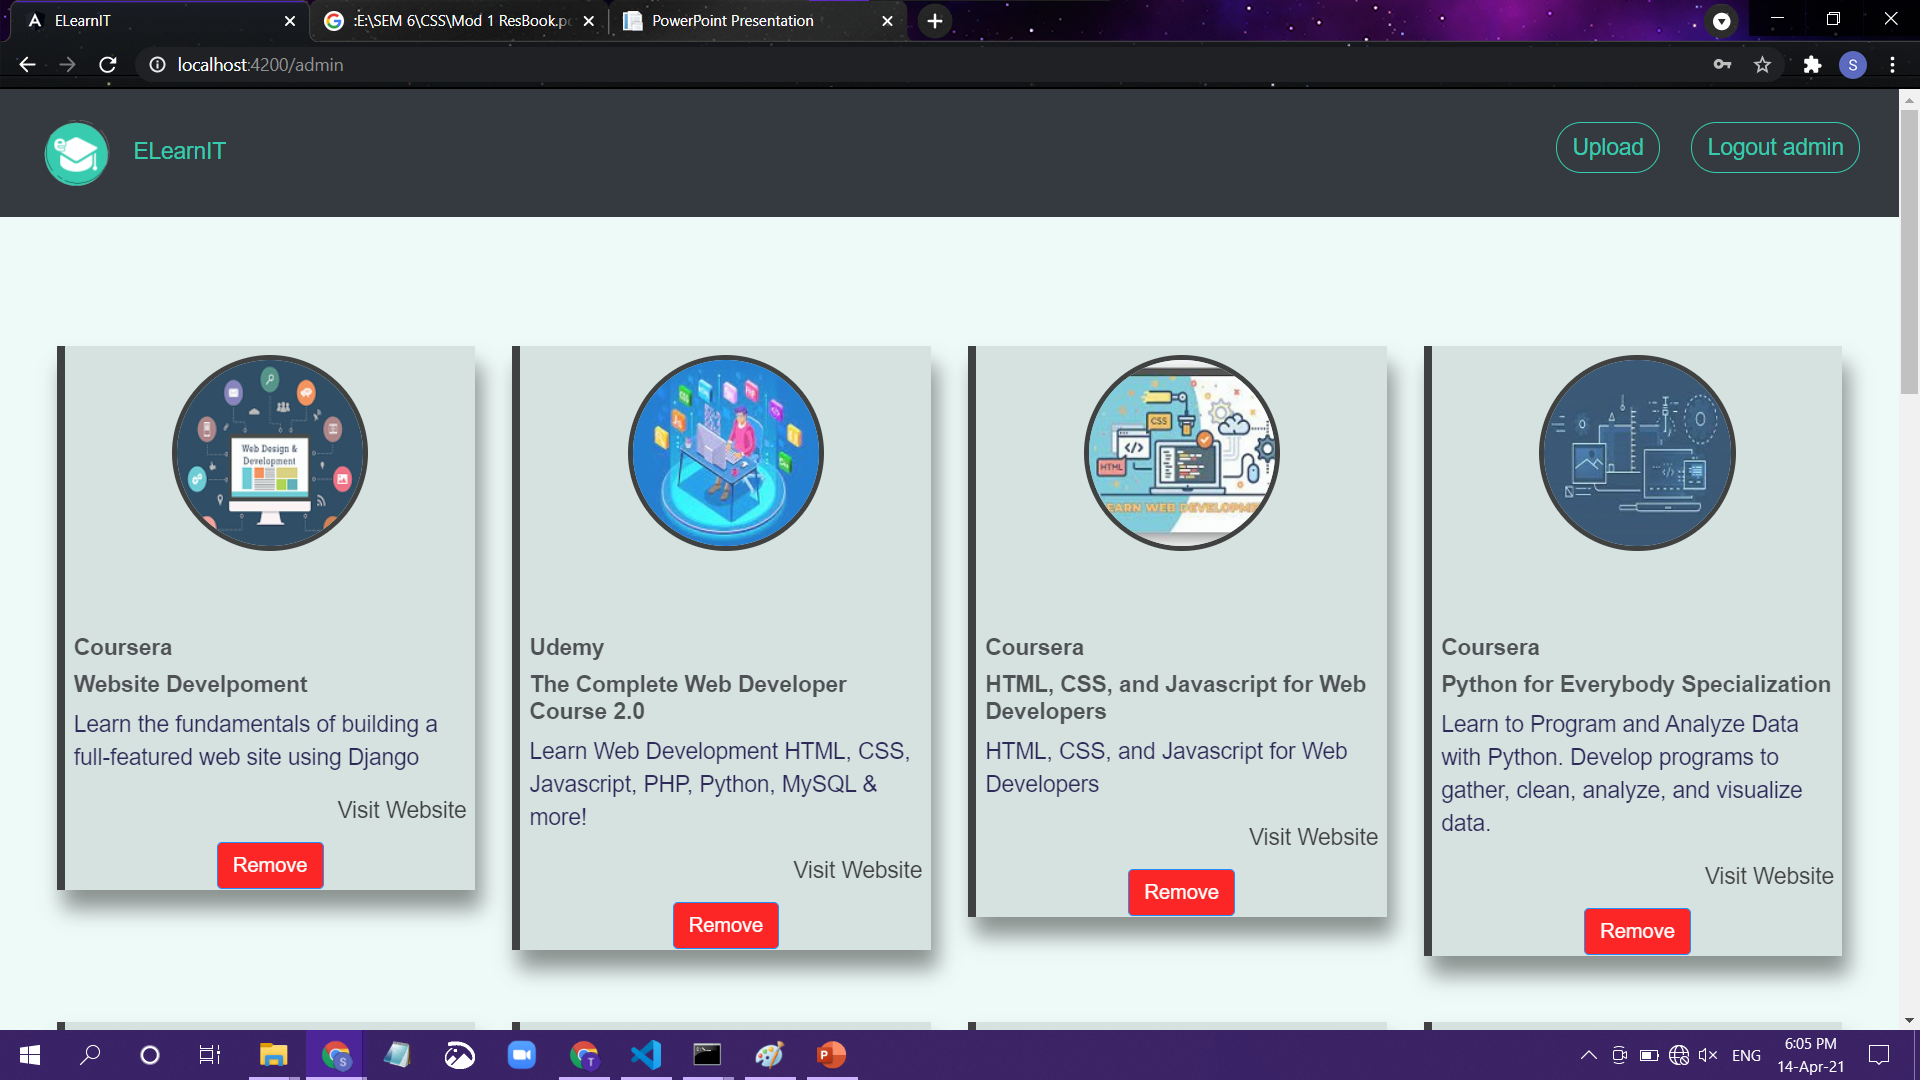 ELearnIT
:E:\SEM 6\CSS\Mod 1 ResBook.p
PowerPoint Presentation
localhost:4200/admin
S
ELearnIT
Upload
Logout admin
Web Design &
Development
CSS
HTML
EARN WEB DEVELOPME
Coursera
Website Develpoment
Learn the fundamentals of building a
full-featured web site using Django
Visit Website
Remove
Udemy
The Complete Web Developer
Course 2.0
Learn Web Development HTML, CSS,
Javascript, PHP, Python, MySQL &
more!
Visit Website
Remove
Coursera
HTML, CSS, and Javascript for Web
Developers
HTML, CSS, and Javascript for Web
Developers
Visit Website
Remove
Coursera
Python for Everybody Specialization
Learn to Program and Analyze Data
with Python. Develop programs to
gather, clean, analyze, and visualize
data.
Visit Website
Remove
ENG
6:05 PM
14-Apr-21